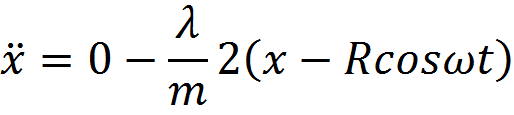 ẍ = 0 − λ/m 2(x − Rcosωt)